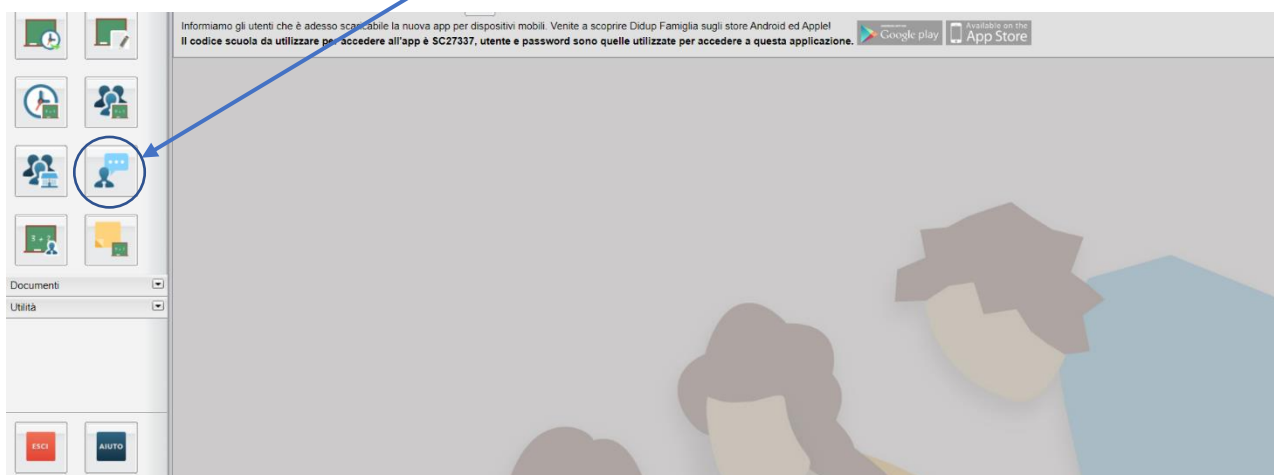 Informiamo gli utenti che è adesso scaricabile la nuova app per dispositivi mobili. Venite a scoprire Didup Famiglia sugli store Android ed Apple!
Il codice scuola da utilizzare per accedere all'app è SC27337, utente e password sono quelle utilizzate per accedere a questa applicazione.
Google play
Available on the
App Store
Documenti
Utilità
ESCI
AIUTO